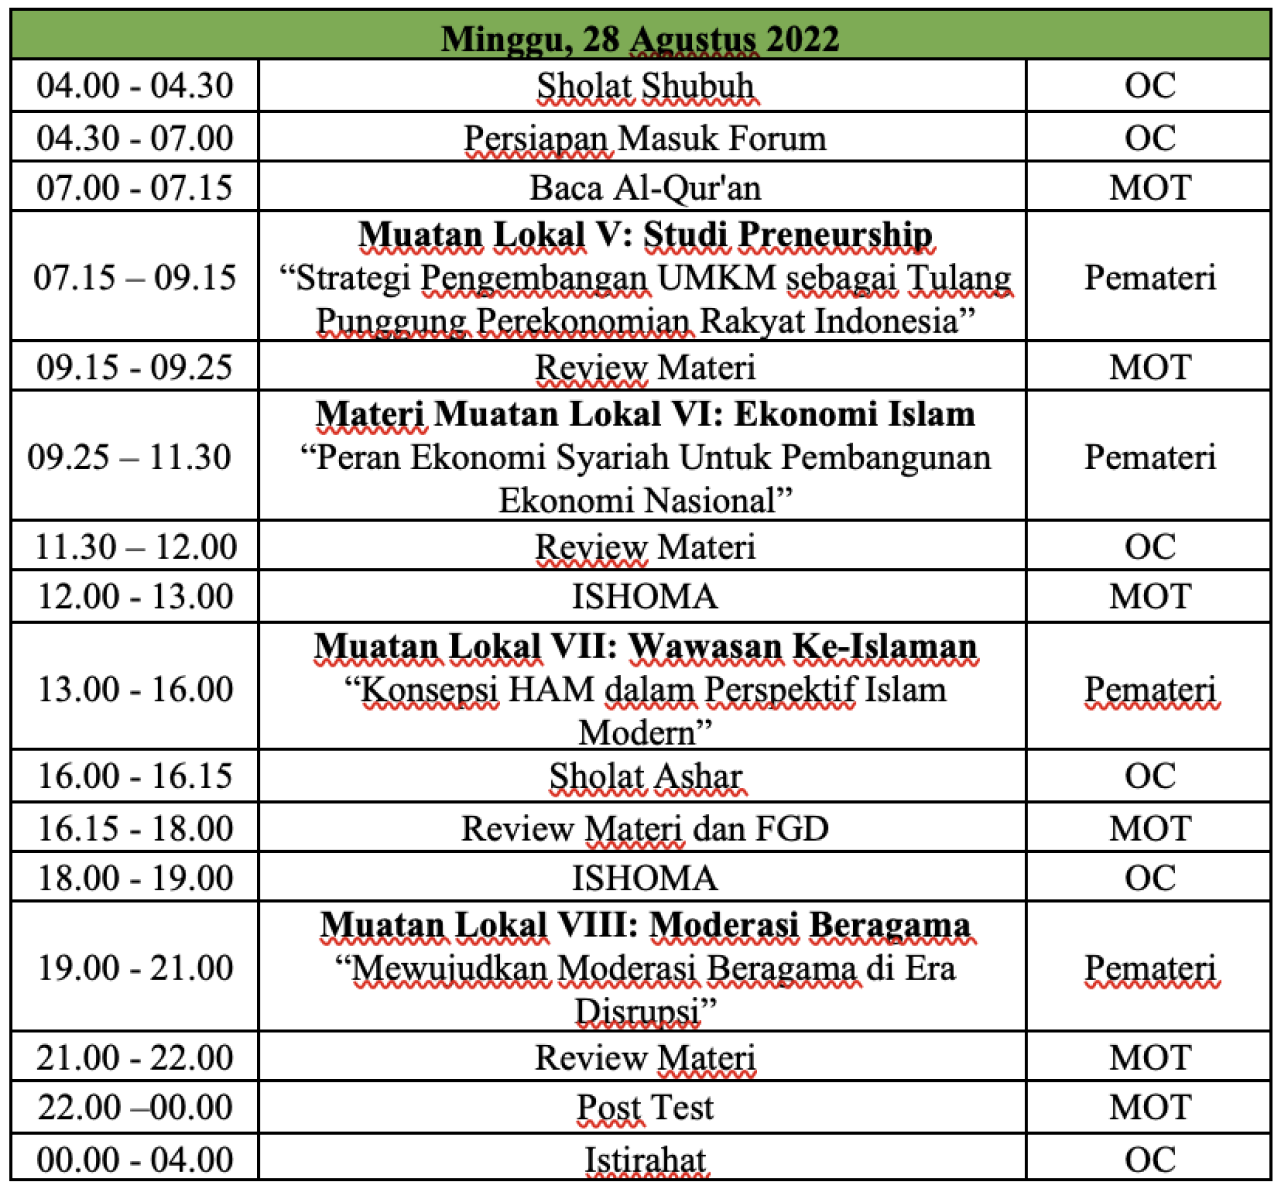 Minggu, 28 Agustus 2022
04.00 - 04.30 Sholat Shubuh OC
04.30 - 07.00 Persiapan Masuk Forum OC
07.00 - 07.15 Baca Al-Qur'an MOT
Muatan Lokal V: Studi Preneurship
07.15 – 09.15 “Strategi Pengembangan UMKM sebagai Tulang Pemateri
Punggung Perekonomian Rakyat Indonesia”
09.15 - 09.25 Review Materi MOT
Materi Muatan Lokal VI: Ekonomi Islam
09.25 – 11.30 “Peran Ekonomi Syariah Untuk Pembangunan Pemateri
Ekonomi Nasional”
11.30 – 12.00 Review Materi OC
12.00 - 13.00 ISHOMA MOT
Muatan Lokal VII: Wawasan Ke-Islaman
13.00 - 16.00 “Konsepsi HAM dalam Perspektif Islam Pemateri
Modern”
16.00 - 16.15 Sholat Ashar OC
16.15 - 18.00 Review Materi dan FGD MOT
18.00 - 19.00 ISHOMA OC
Muatan Lokal VIII: Moderasi Beragama
19.00 - 21.00 “Mewujudkan Moderasi Beragama di Era Pemateri
Disrupsi”
21.00 - 22.00 Review Materi MOT
22.00 –00.00 Post Test MOT
00.00 - 04.00 Istirahat OC